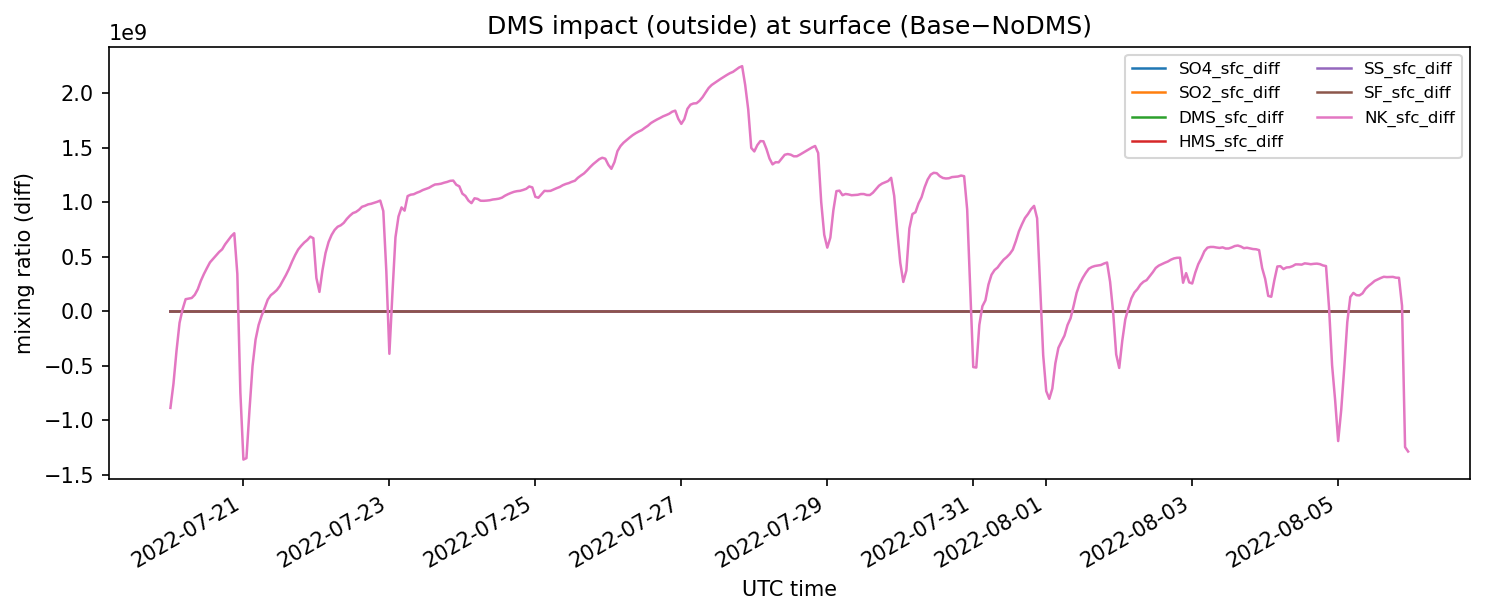 DMS impact (outside) at surface (Base−NoDMS)
1e9
SO4_sfc_diff
SO2_sfc_diff
DMS_sfc_diff
HMS_sfc_diff
SS_sfc_diff
SF_sfc_diff
NK_sfc_diff
mixing ratio (diff)
2.0
1.5
1.0
0.5
0.0
−0.5
−1.0
−1.5
2022-07-21
2022-07-23
2022-07-25
2022-07-27
2022-07-29
2022-07-31
2022-08-01
2022-08-03
2022-08-05
UTC time